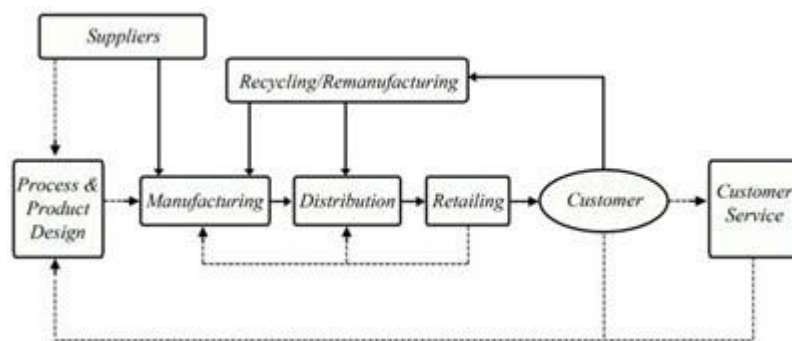 Suppliers
Recycling/Remanufacturing
Process &
Product
Design
Manufacturing
Distribution
Retailing
Customer
Customer
Service